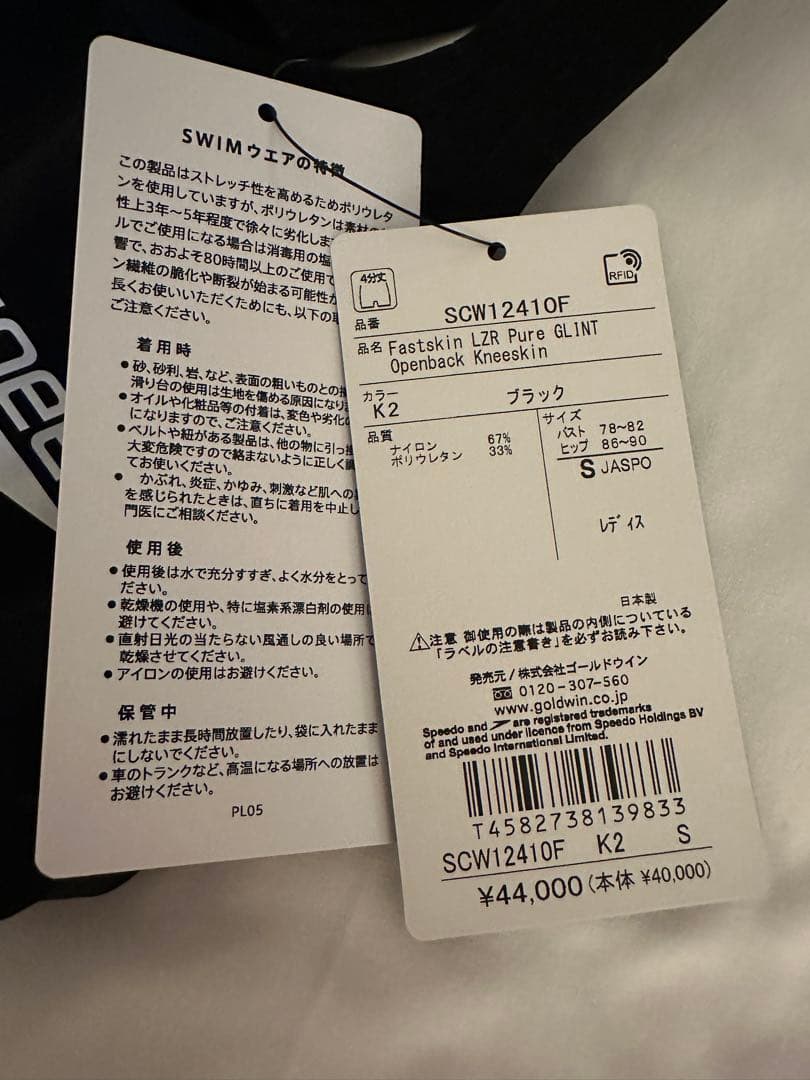 SWIMウエアの特徴
この製品はストレッチ性を高めるためポリウレタ
ンを使用していますが、ポリウレタンは素材の
性上3年～5年程度で徐々に劣化しま
ルでご使用になる場合は消毒用の塩
響で、おおよそ80時間以上のご使用で
ン繊維の脆化や断裂が始まる可能性が
長くお使いいただくためにも、以下の
ご注意ください。
着用時
●砂、砂利、岩、など、表面の粗いものとの
滑り台の使用は生地を傷める原因になり
●オイルや化粧品等の付着は、変色や劣化の
になりますので、ご注意ください。
●ベルトや紐がある製品は、他の物に引っ
大変危険ですので絡まないように正しく
てお使いください。
● かぶれ、炎症、かゆみ、刺激など肌への
を感じられたときは、直ちに着用を中止し
門医にご相談ください。
使用後
●使用後は水で充分すすぎ、よく水分をとって
ださい。
●乾燥機の使用や、特に塩素系漂白剤の使用は
避けてください。
●直射日光の当たらない風通しの良い場所で
乾燥させてください。
●アイロンの使用はお避けください。
保管中
●濡れたまま長時間放置したり、袋に入れたまま
にしないでください。
●車のトランクなど、高温になる場所への放置は
お避けください。
PL05
4分丈
RFID
品番 SCW12410F
品名 Fastskin LZR Pure GLINT
Openback Kneeskin
カラー
K2 ブラック
品質
ナイロン 67%
ポリウレタン 33%
サイズ
バスト 78~82
ヒップ 86~90
S JASPO
レディス
日本製
⚠注意 御使用の際は製品の内側についている
「ラベルの注意書き」を必ずお読み下さい。
発売元/株式会社ゴールドウイン
0120-307-560
www.goldwin.co.jp
Speedo and are registered trademarks
of and used under licence from Speedo Holdings BV
and Speedo International Limited.
T4582738139833
SCW12410F K2 S
¥44,000(本体 ¥40,000)